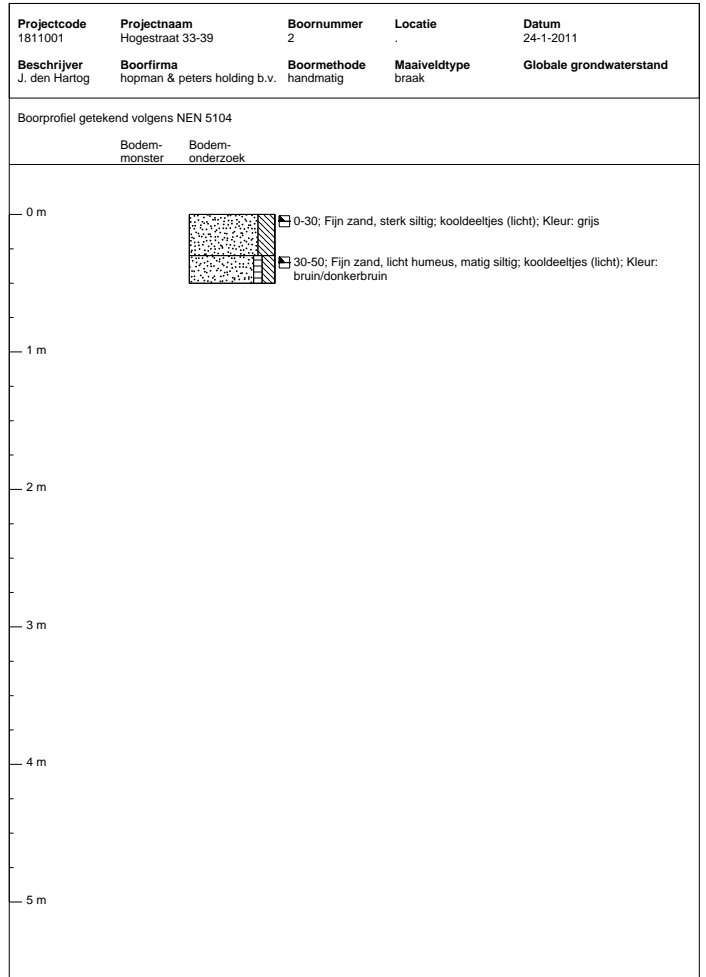 Projectcode Projectnaam Boornummer Locatie Datum
1811001 Hogestraat 33-39 2 . 24-1-2011
Beschrijver Boorfirma Boormethode Maaiveldtype Globale grondwaterstand
J. den Hartog hopman & peters holding b.v. handmatig braak
Boorprofiel getekend volgens NEN 5104
Bodem- Bodem-
monster onderzoek
0 m
0-30; Fijn zand, sterk siltig; kooldeeltjes (licht); Kleur: grijs
30-50; Fijn zand, licht humeus, matig siltig; kooldeeltjes (licht); Kleur:
bruin/donkerbruin
1 m
2 m
3 m
4 m
5 m